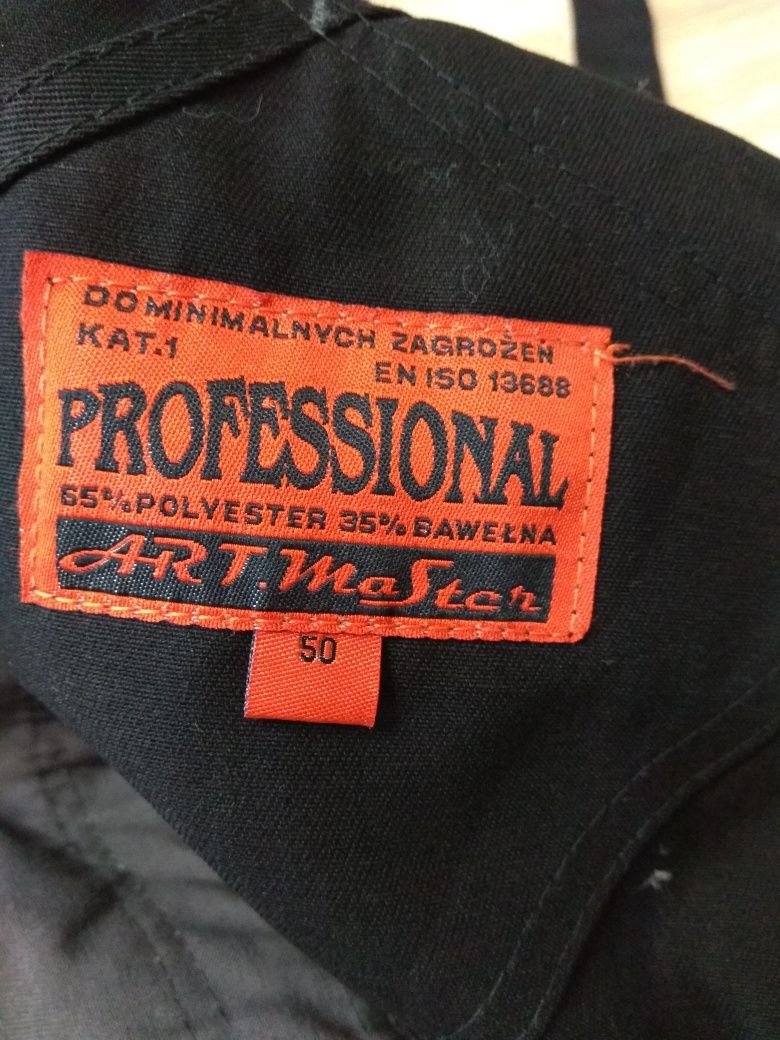 DO MINIMALNYCH ZAGROŻEŃ
KAT.1
EN ISO 13688
PROFESSIONAL
65% POLYESTER 35% BAWEŁNA
ART.MaSter
50